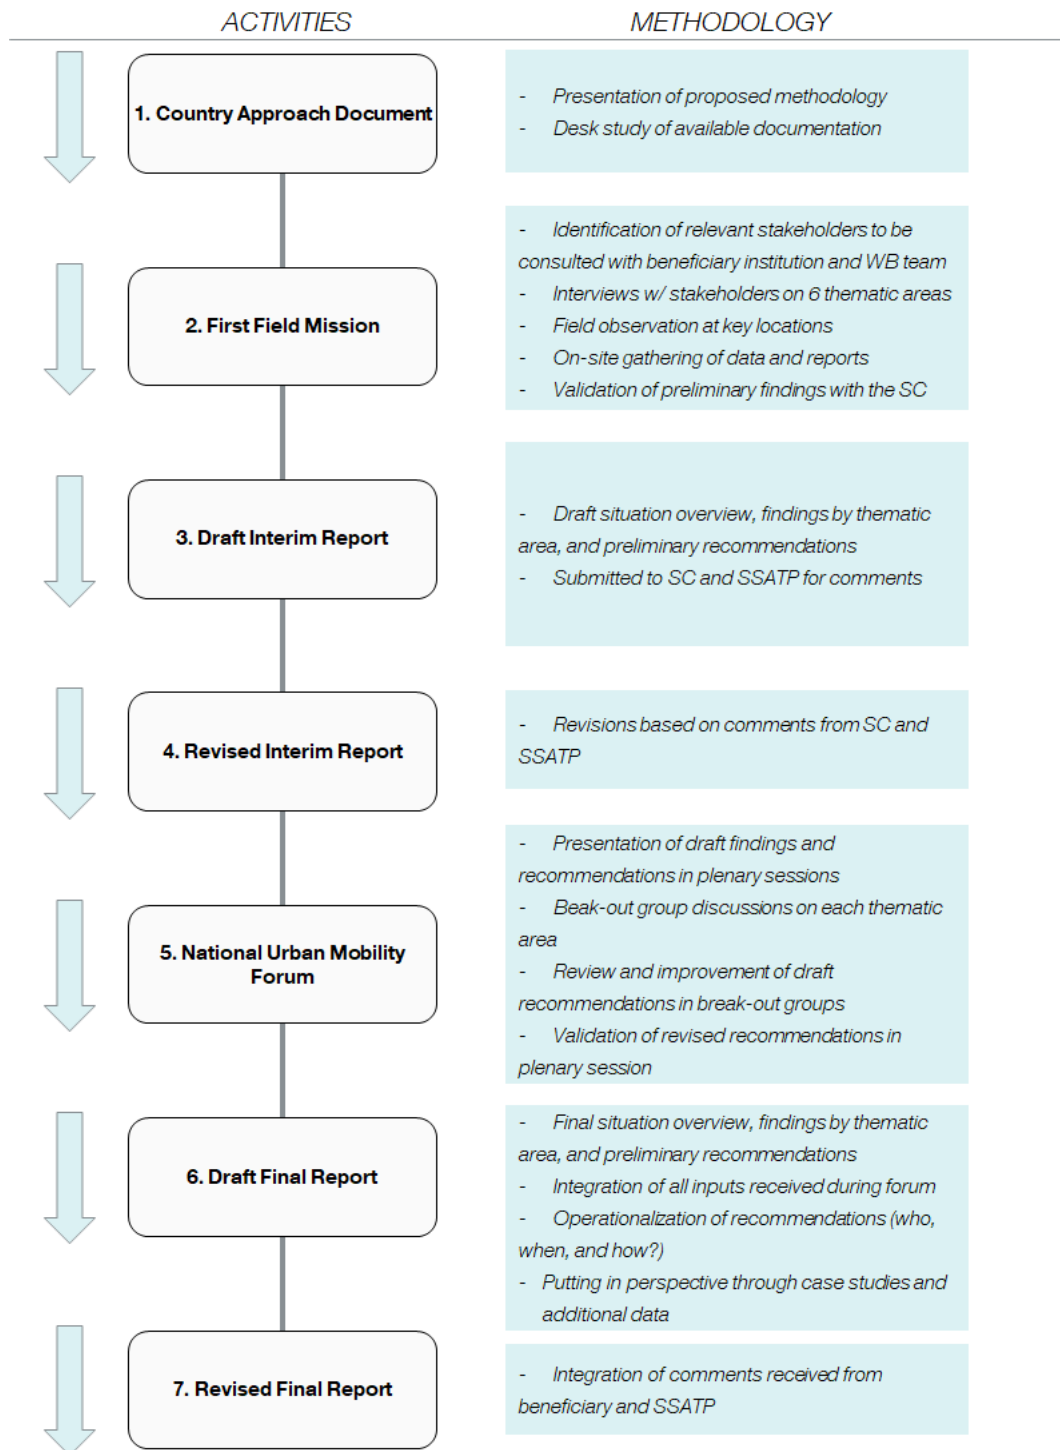 ACTIVITIES
METHODOLOGY
1. Country Approach Document
- Presentation of proposed methodology
- Desk study of available documentation
2. First Field Mission
- Identification of relevant stakeholders to be
consulted with beneficiary institution and WB team
- Interviews w/ stakeholders on 6 thematic areas
- Field observation at key locations
- On-site gathering of data and reports
- Validation of preliminary findings with the SC
3. Draft Interim Report
- Draft situation overview, findings by thematic
area, and preliminary recommendations
- Submitted to SC and SSATP for comments
4. Revised Interim Report
- Revisions based on comments from SC and
SSATP
5. National Urban Mobility
Forum
- Presentation of draft findings and
recommendations in plenary sessions
- Beak-out group discussions on each thematic
area
- Review and improvement of draft
recommendations in break-out groups
- Validation of revised recommendations in
plenary session
6. Draft Final Report
- Final situation overview, findings by thematic
area, and preliminary recommendations
- Integration of all inputs received during forum
- Operationalization of recommendations (who,
when, and how?)
- Putting in perspective through case studies and
additional data
7. Revised Final Report
- Integration of comments received from
beneficiary and SSATP